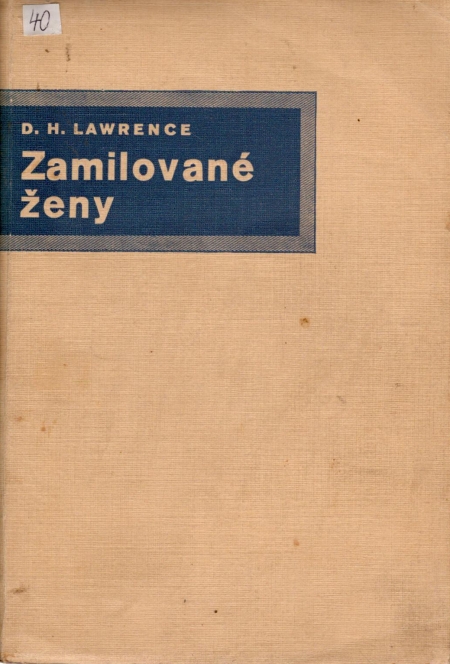 40
D. H. LAWRENCE
Zamilované
ženy